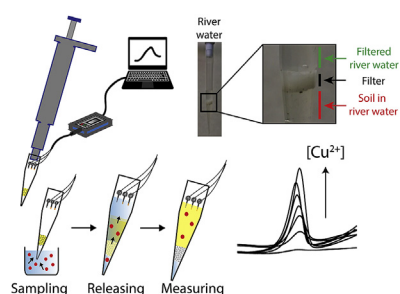 River
water
Filtered
river water
Filter
Soil in
river water
[Cu²⁺]
Sampling
Releasing
Measuring